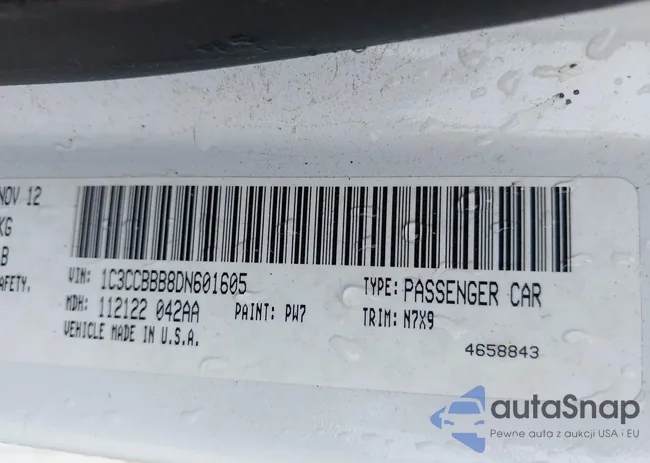 NOV 12
KG
LB
AFETY.
VIN: 1C3CCBBB8DN601605
TYPE: PASSENGER CAR
MDH: 112122 042AA
PAINT: PW7
TRIM: N7X9
VEHICLE MADE IN U.S.A.
4658843
autaSnap
Pewne auta z aukcji USA i EU